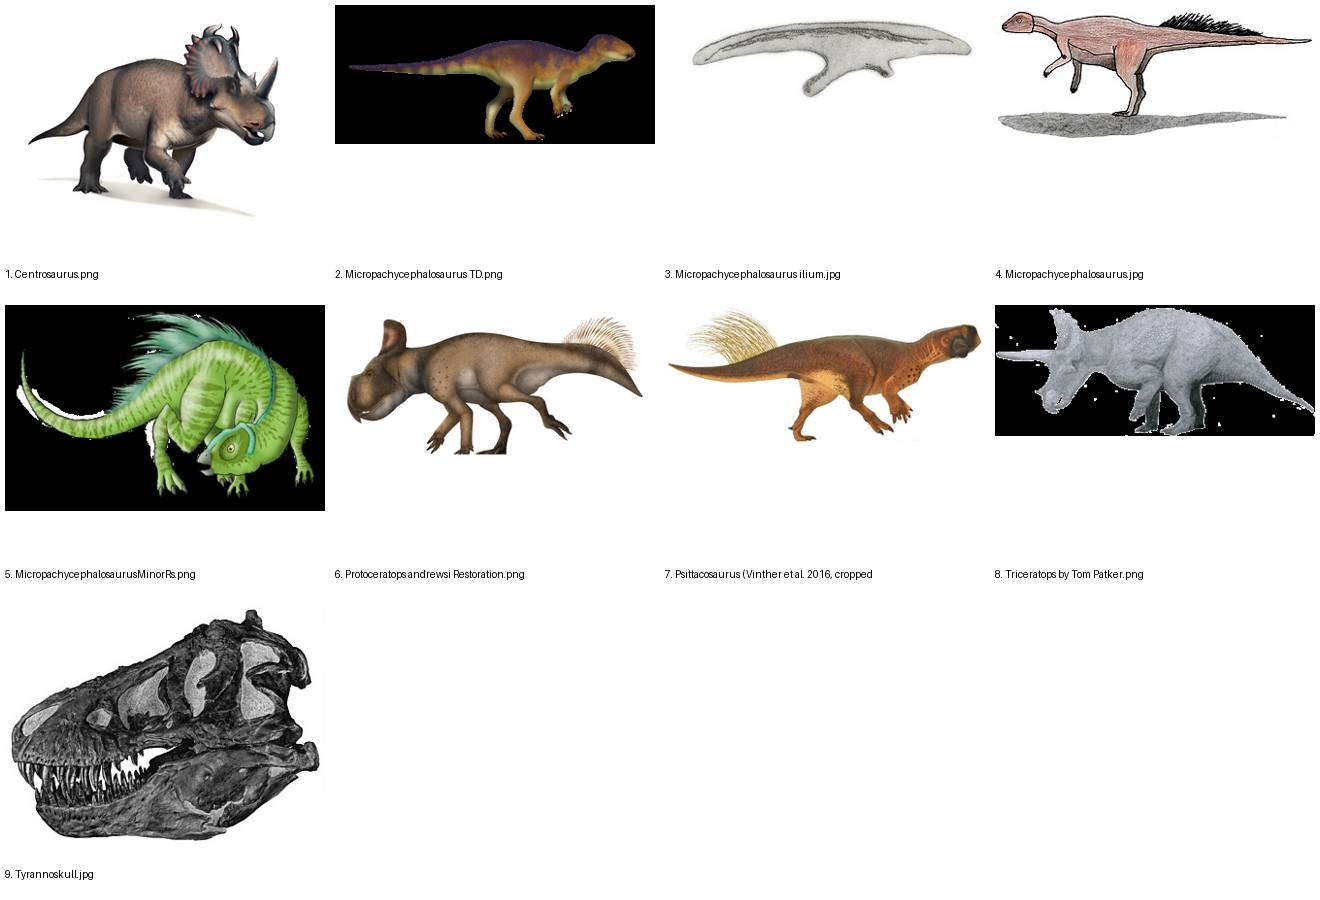 1. Centrosaurus.png
2. Micropachycephalosaurus TD.png
3. Micropachycephalosaurus ilium.jpg
4. Micropachycephalosaurus.jpg
5. MicropachycephalosaurusMinorRs.png
6. Protoceratops andrewsi Restoration.png
7. Psittacosaurus (Vinther et al. 2016, cropped
8. Triceratops by Tom Patker.png
9. Tyrannoskull.jpg